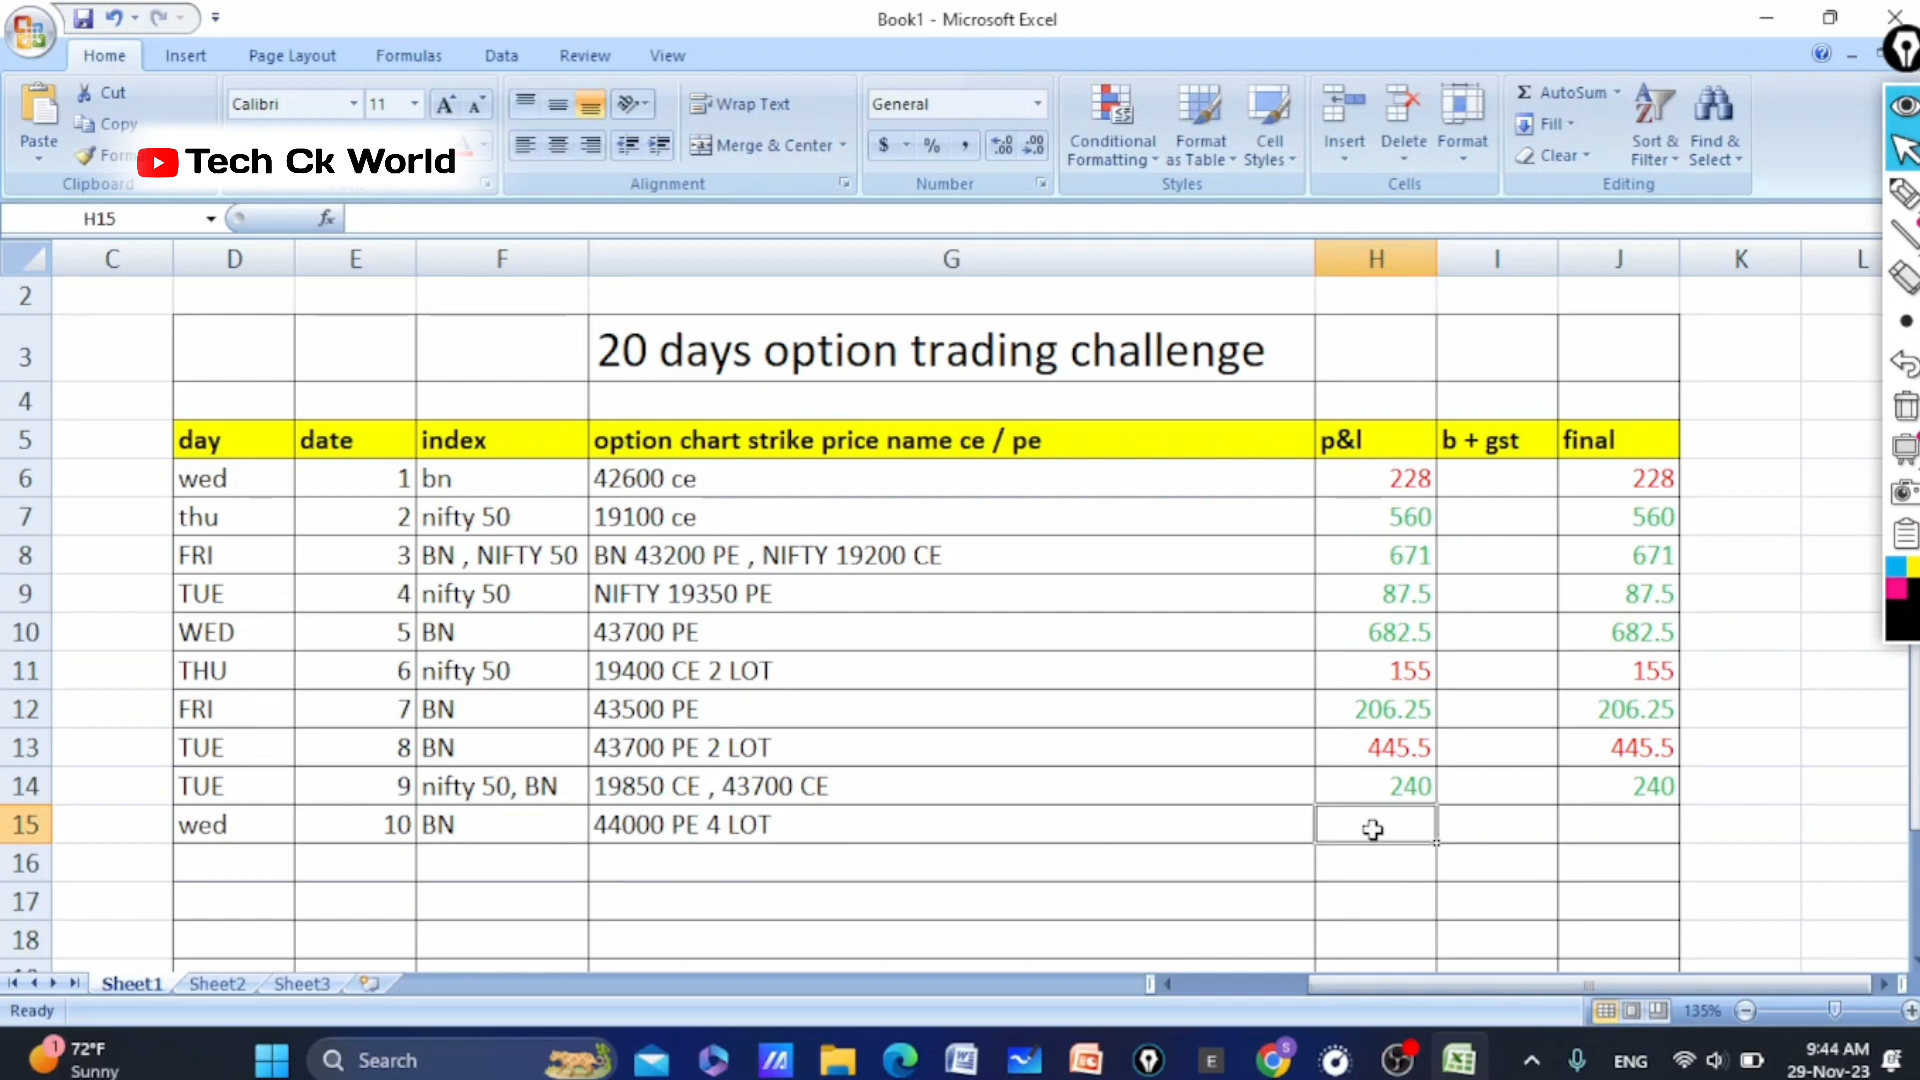 Book1 - Microsoft Excel
Home Insert Page Layout Formulas Data Review View
Cut
Copy
Paste
Calibri 11
Wrap Text
Merge & Center
General
Conditional Formatting
Format as Table
Cell Styles
Insert Delete Format
AutoSum
Fill
Clear
Sort & Filter
Find & Select
Tech Ck World
Clipboard Alignment Number Styles Cells Editing
H15 fx
C D E F G H I J K L
2
3 20 days option trading challenge
4
5 day date index option chart strike price name ce / pe p&l b + gst final
6 wed 1 bn 42600 ce 228 228
7 thu 2 nifty 50 19100 ce 560 560
8 FRI 3 BN , NIFTY 50 BN 43200 PE , NIFTY 19200 CE 671 671
9 TUE 4 nifty 50 NIFTY 19350 PE 87.5 87.5
10 WED 5 BN 43700 PE 682.5 682.5
11 THU 6 nifty 50 19400 CE 2 LOT 155 155
12 FRI 7 BN 43500 PE 206.25 206.25
13 TUE 8 BN 43700 PE 2 LOT 445.5 445.5
14 TUE 9 nifty 50, BN 19850 CE , 43700 CE 240 240
15 wed 10 BN 44000 PE 4 LOT
16
17
18
Sheet1 Sheet2 Sheet3
Ready 135%
72°F
Sunny
Search
ENG
9:44 AM
29-Nov-23